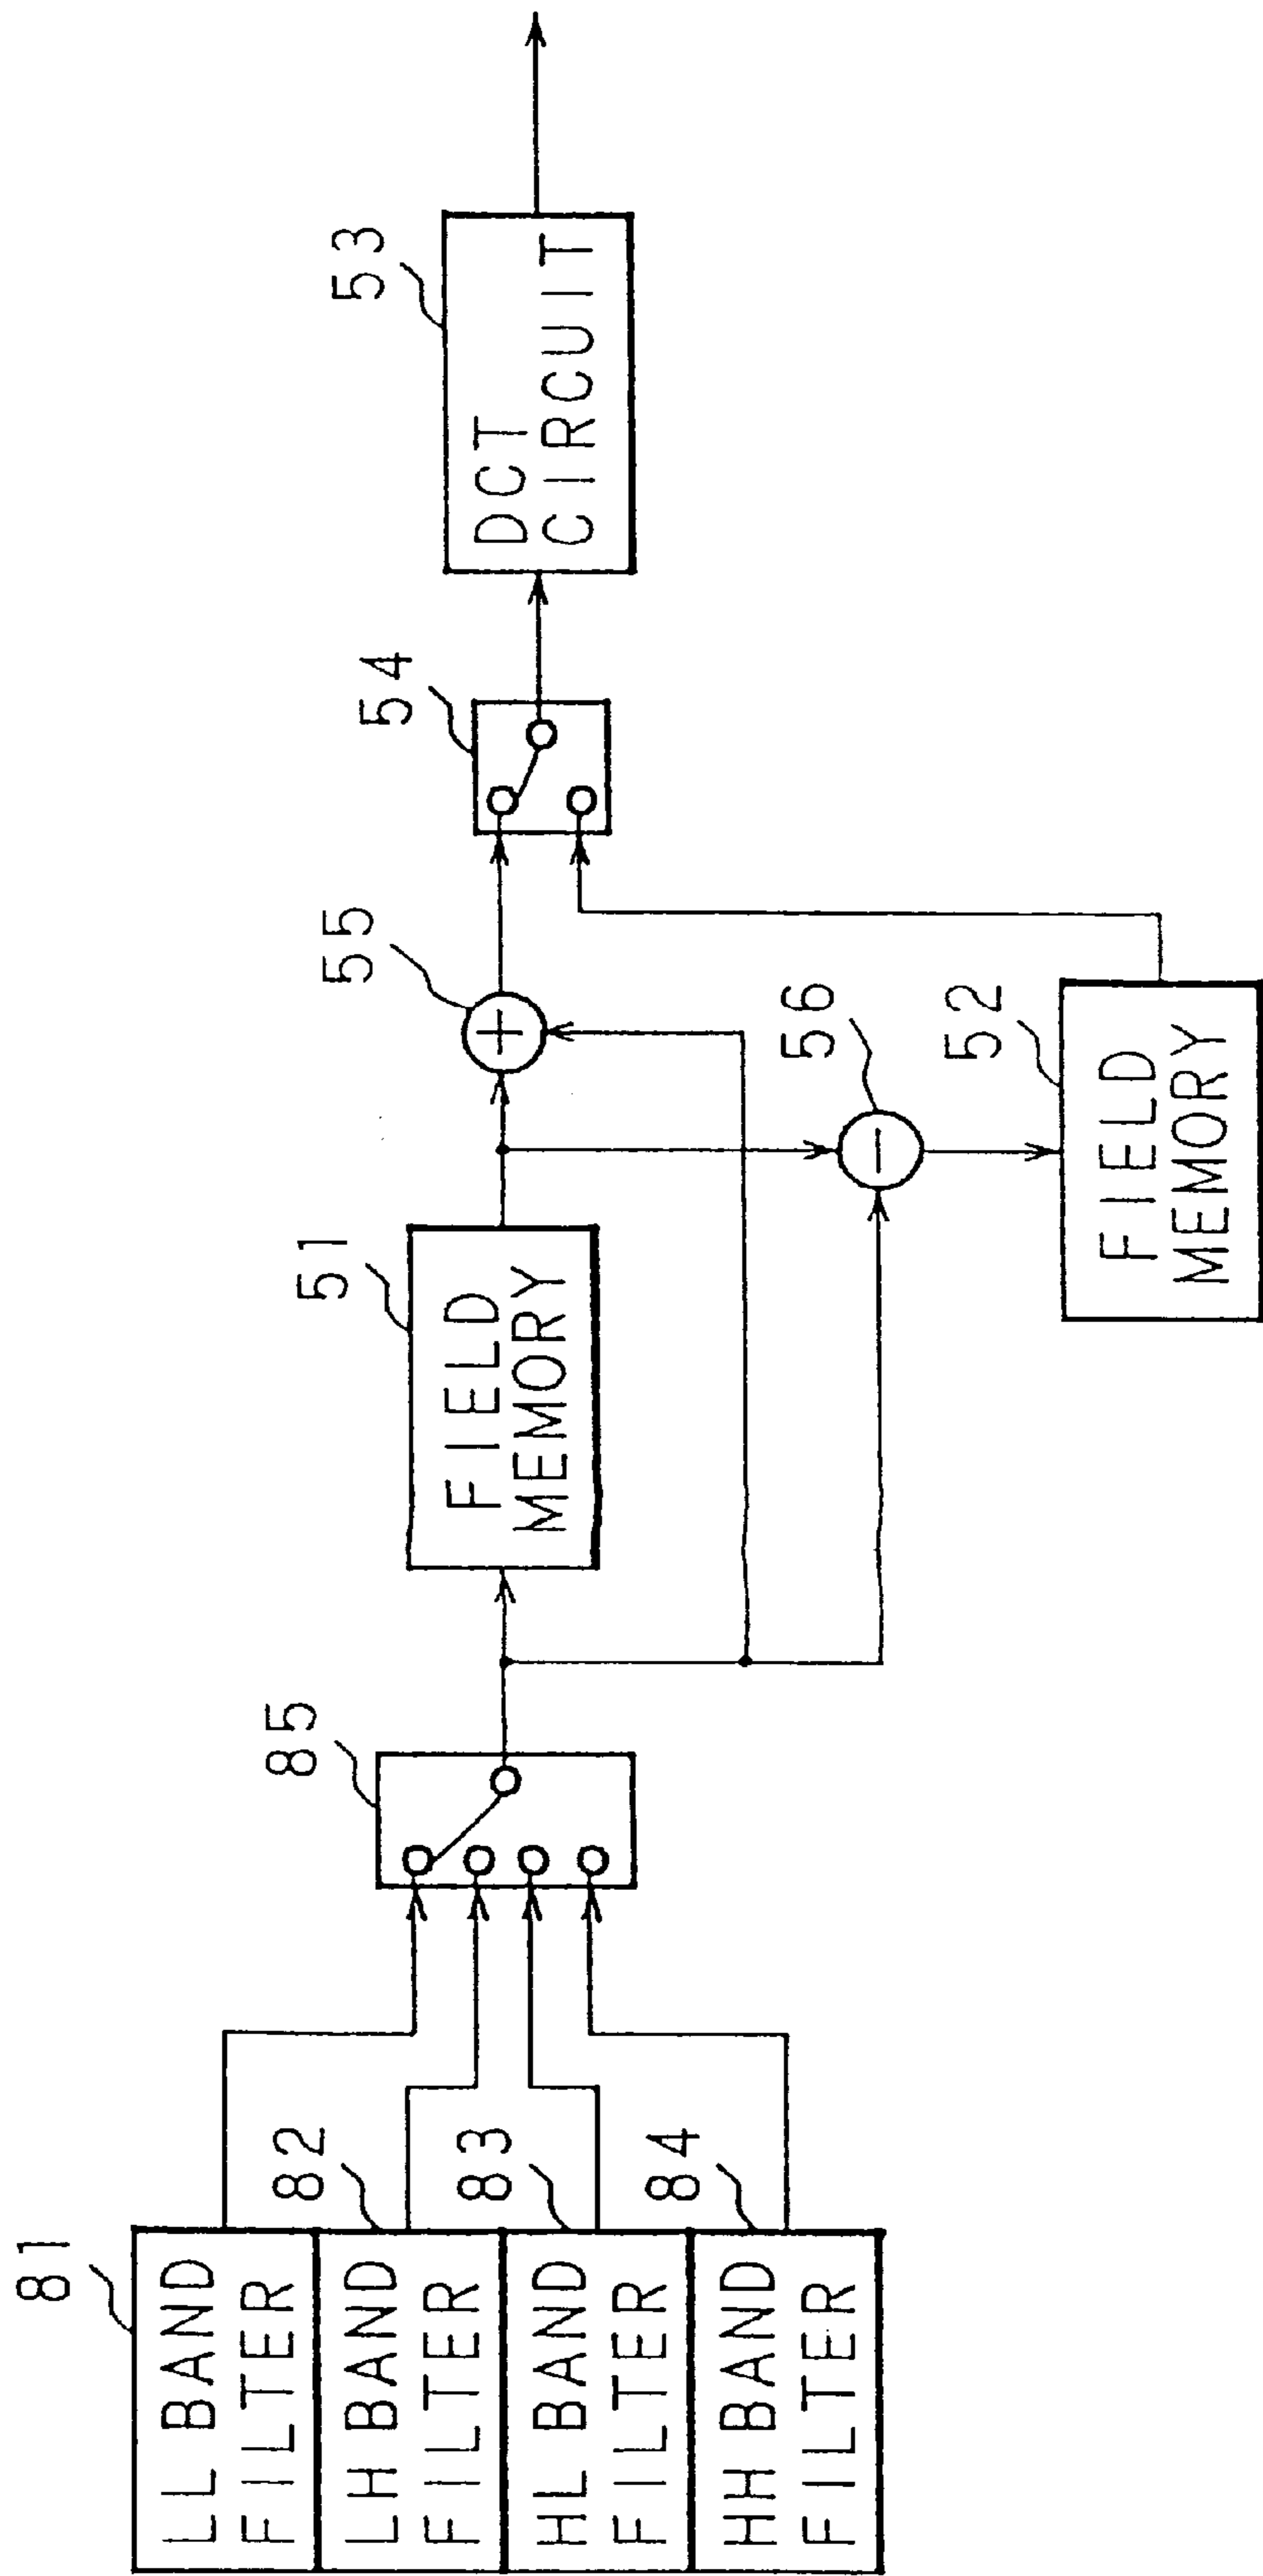 81
LL BAND
FILTER
82
LH BAND
FILTER
83
HL BAND
FILTER
84
HH BAND
FILTER
85
51
FIELD
MEMORY
55
56
52
FIELD
MEMORY
54
53
DCT
CIRCUIT